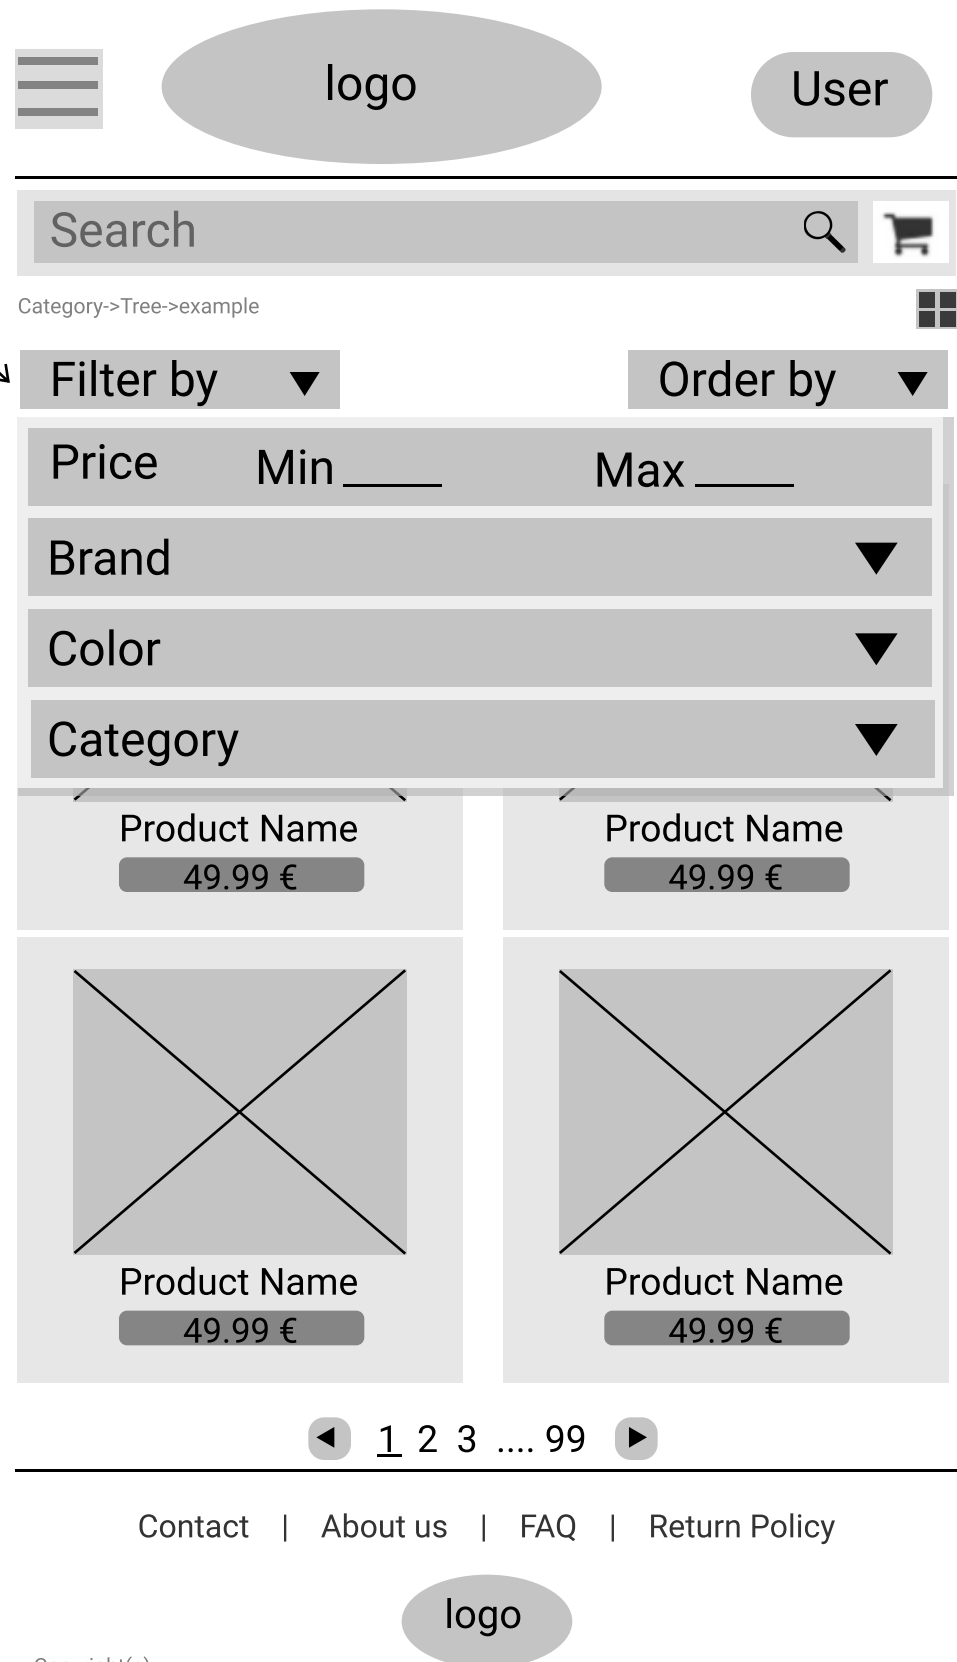 logo
User
Search
Category->Tree->example
Filter by
Order by
Price Min Max
Brand
Color
Category
Product Name Product Name
49.99 € 49.99 €
Product Name Product Name
49.99 € 49.99 €
1 2 3 .... 99
Contact | About us | FAQ | Return Policy
logo